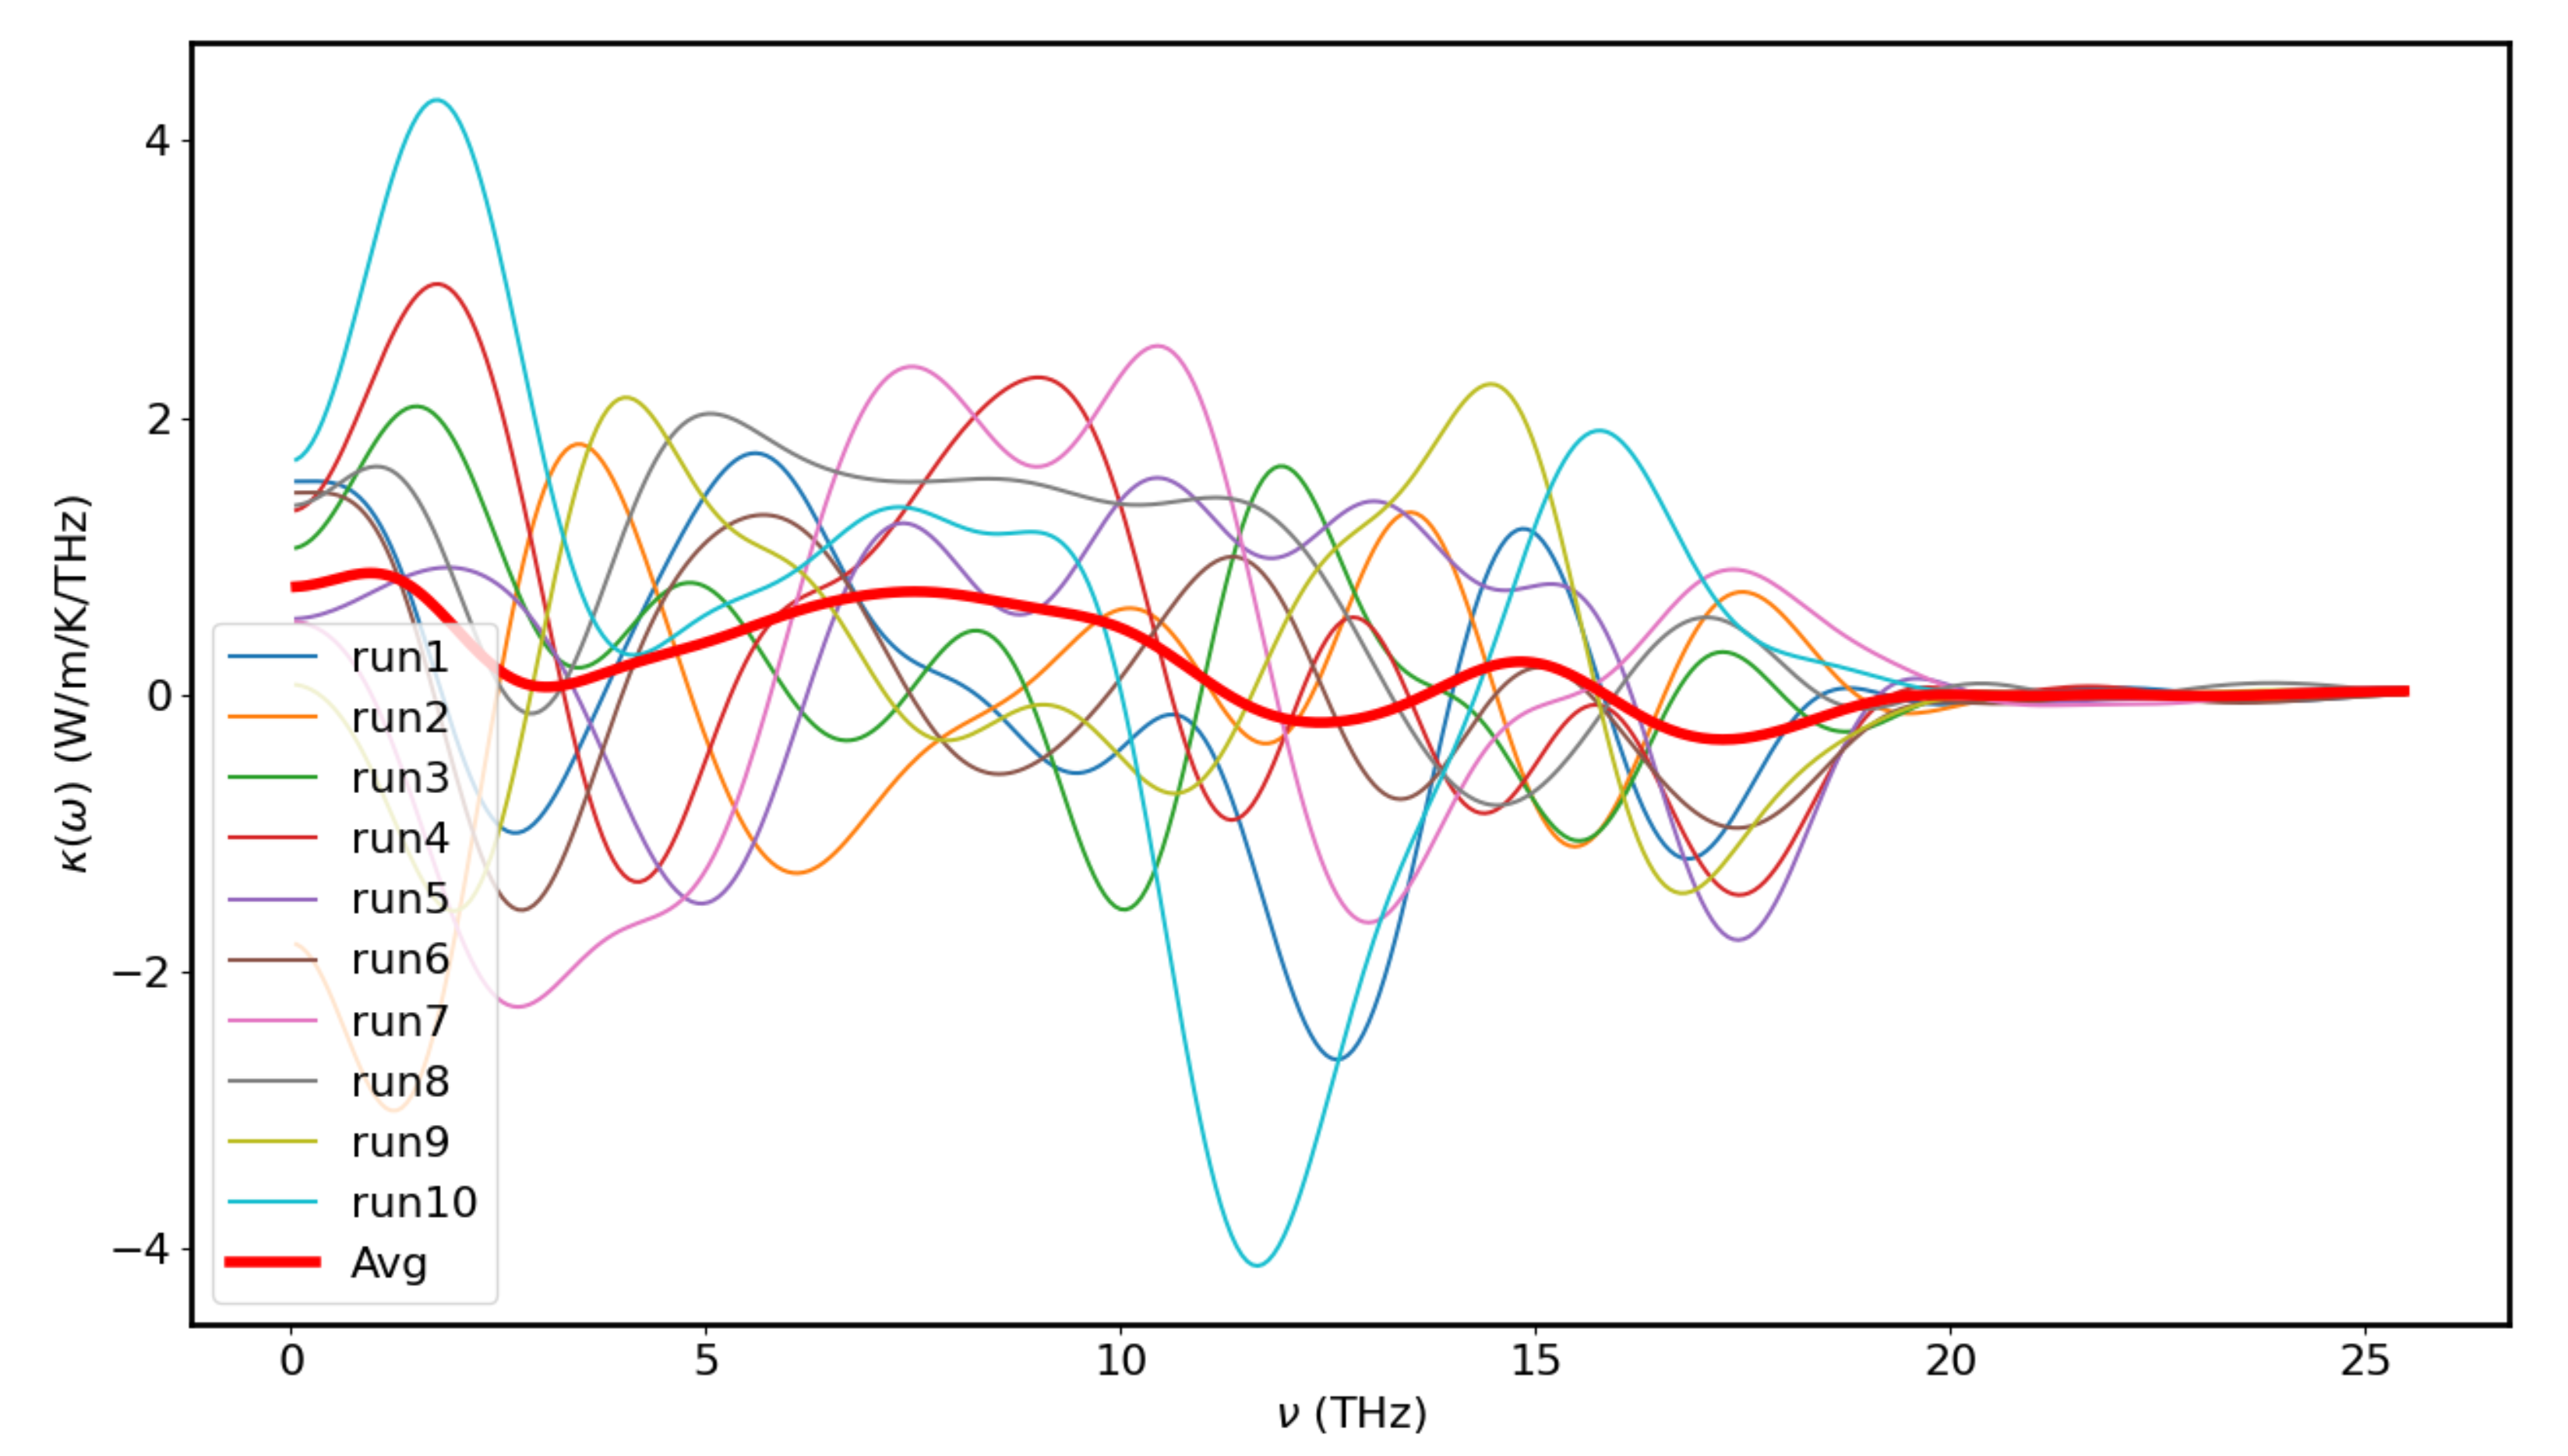 κ(ω) (W/m/K/THz)
4
2
0
−2
−4
run1
run2
run3
run4
run5
run6
run7
run8
run9
run10
Avg
0 5 10 15 20 25
ν (THz)